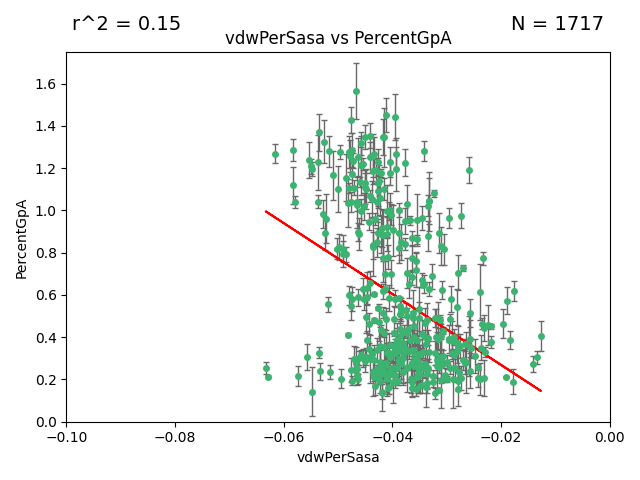 r^2 = 0.15
N = 1717
vdwPerSasa vs PercentGpA
PercentGpA
1.6
1.4
1.2
1.0
0.8
0.6
0.4
0.2
0.0
−0.10 −0.08 −0.06 −0.04 −0.02 0.00
vdwPerSasa